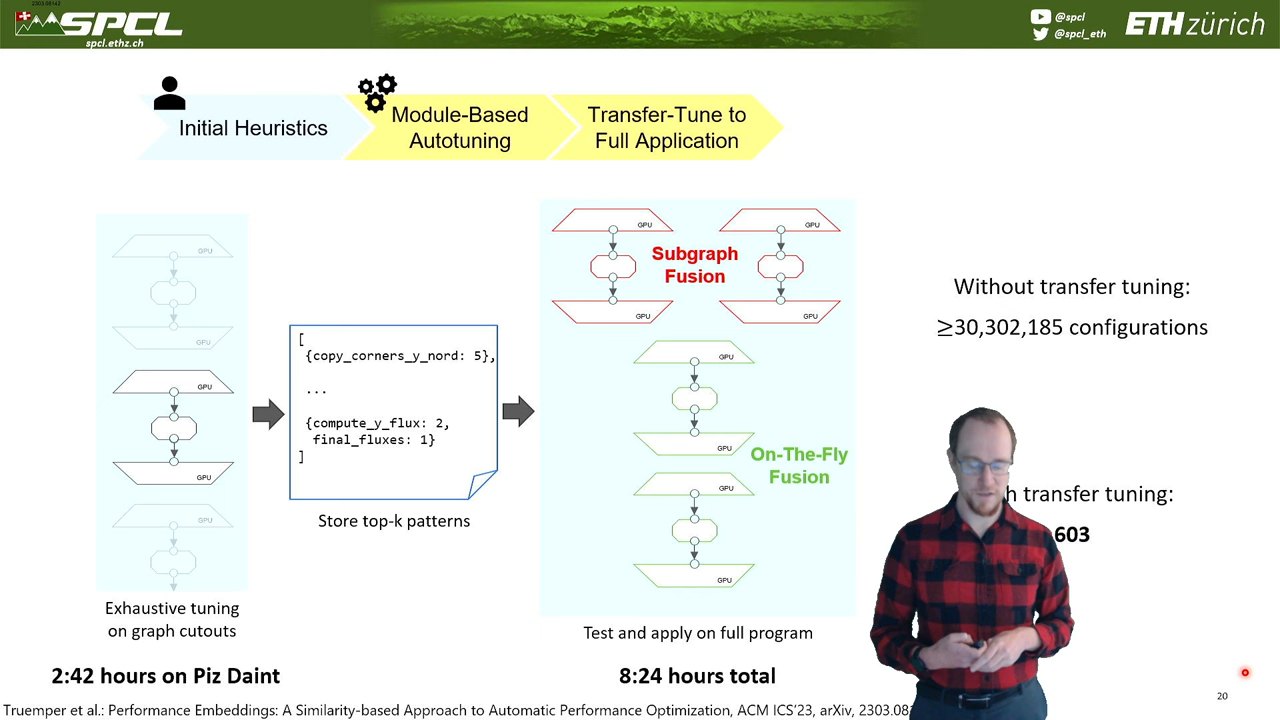 2303.08142
SPCL
spcl.ethz.ch
@spcl
@spcl_eth
ETH zürich
Initial Heuristics
Module-Based
Autotuning
Transfer-Tune to
Full Application
GPU
GPU
GPU
GPU
GPU
[
{copy_corners_y_nord: 5},
...
{compute_y_flux: 2,
final_fluxes: 1}
]
Store top-k patterns
Exhaustive tuning
on graph cutouts
2:42 hours on Piz Daint
GPU
GPU
Subgraph
Fusion
GPU
GPU
GPU
GPU
On-The-Fly
Fusion
GPU
GPU
Test and apply on full program
8:24 hours total
Without transfer tuning:
≥30,302,185 configurations
transfer tuning:
603
20
Truemper et al.: Performance Embeddings: A Similarity-based Approach to Automatic Performance Optimization, ACM ICS'23, arXiv, 2303.08